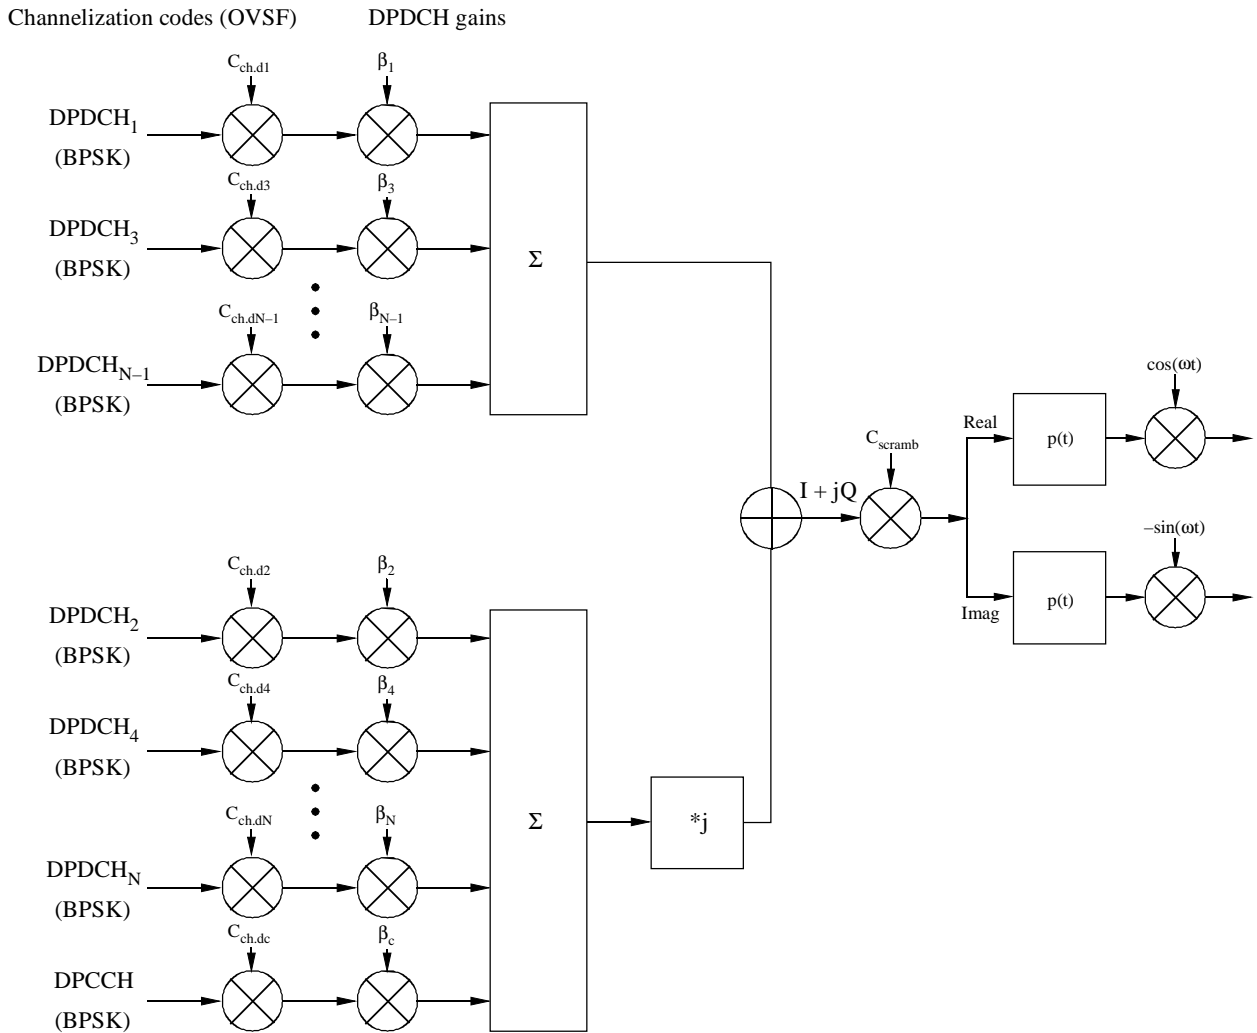 Channelization codes (OVSF) DPDCH gains
C_ch.d1 β_1
DPDCH_1
(BPSK)
C_ch.d3 β_3
DPDCH_3
(BPSK)
Σ
C_ch.dN–1 β_N–1
DPDCH_N–1
(BPSK)
cos(ωt)
Real
p(t)
C_scramb
I + jQ
–sin(ωt)
p(t)
Imag
C_ch.d2 β_2
DPDCH_2
(BPSK)
C_ch.d4 β_4
DPDCH_4
(BPSK)
Σ
*j
C_ch.dN β_N
DPDCH_N
(BPSK)
C_ch.dc β_c
DPCCH
(BPSK)